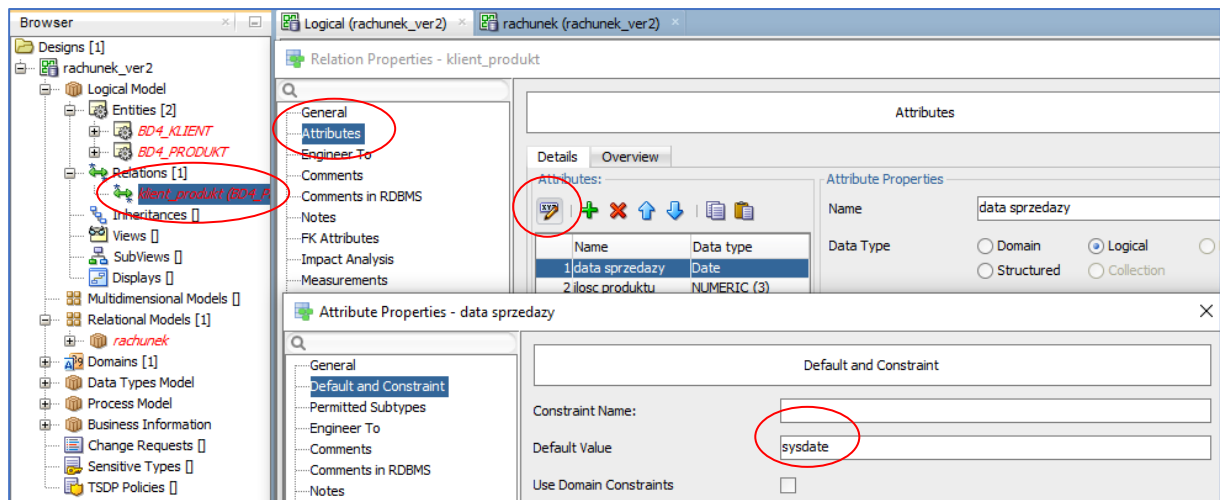 Browser
Designs [1]
rachunek_ver2
Logical Model
Entities [2]
BD4_KLIENT
BD4_PRODUKT
Relations [1]
klient_produkt (BD4_P
Inheritances []
Views []
SubViews []
Displays []
Multidimensional Models []
Relational Models [1]
rachunek
Domains [1]
Data Types Model
Process Model
Business Information
Change Requests []
Sensitive Types []
TSDP Policies []
Logical (rachunek_ver2)
rachunek (rachunek_ver2)
Relation Properties - klient_produkt
General
Attributes
Engineer To
Comments
Comments in RDBMS
Notes
FK Attributes
Impact Analysis
Measurements
Attributes
Details Overview
Attributes:
Name Data type
1 data sprzedazy Date
2 ilosc produktu NUMERIC (3)
Attribute Properties
Name data sprzedazy
Data Type Domain Logical
Structured Collection
Attribute Properties - data sprzedazy
General
Default and Constraint
Permitted Subtypes
Engineer To
Comments
Comments in RDBMS
Notes
Default and Constraint
Constraint Name:
Default Value sysdate
Use Domain Constraints